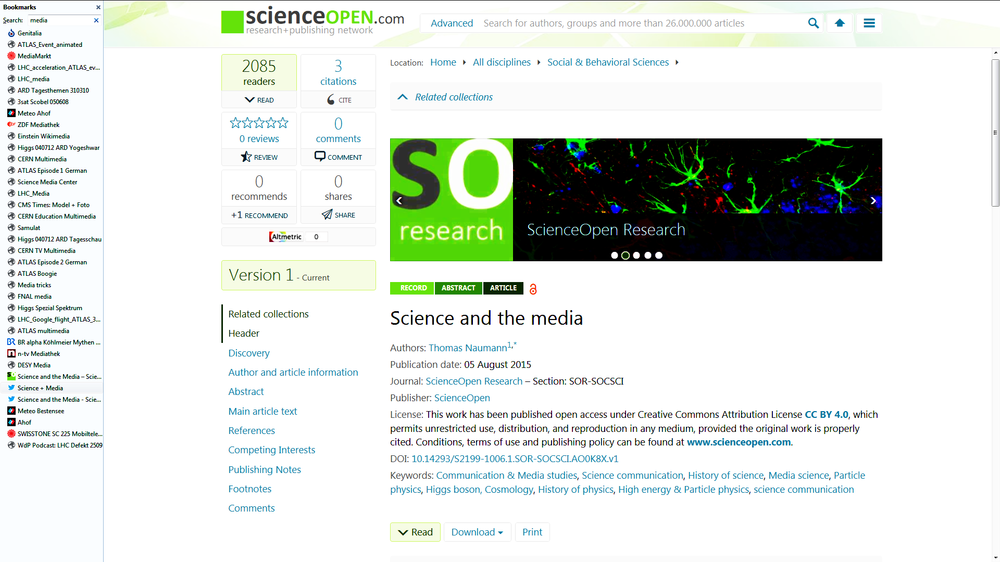 Bookmarks
Search: media
Genitalia
ATLAS_Event_animated
MediaMarkt
LHC_acceleration_ATLAS_ev...
LHC_media
ARD Tagesthemen 310310
3sat Scobel 050608
Meteo Ahof
ZDF Mediathek
Einstein Wikimedia
Higgs 040712 ARD Yogeshwar
CERN Multimedia
ATLAS Episode 1 German
Science Media Center
LHC_Media
CMS Times: Model + Foto
CERN Education Multimedia
Samulat
Higgs 040712 ARD Tagesschau
CERN TV Multimedia
ATLAS Episode 2 German
ATLAS Boogie
Media tricks
FNAL media
Higgs Spezial Spektrum
LHC_Google_flight_ATLAS_3...
ATLAS multimedia
BR alpha Köhlmeier Mythen ...
n-tv Mediathek
DESY Media
Science and the Media – Scie...
Science + Media
Science and the Media - Scie...
Meteo Bestensee
Ahof
SWISSTONE SC 225 Mobiltele...
WdP Podcast: LHC Defekt 2509
scienceOPEN.com
research+publishing network
Advanced Search for authors, groups and more than 26.000.000 articles
2085
readers
READ
3
citations
CITE
0 reviews
REVIEW
0
comments
COMMENT
0
recommends
+1 RECOMMEND
0
shares
SHARE
Altmetric 0
Version 1 - Current
Related collections
Header
Discovery
Author and article information
Abstract
Main article text
References
Competing Interests
Publishing Notes
Footnotes
Comments
Location: Home All disciplines Social & Behavioral Sciences
Related collections
SO
research
ScienceOpen Research
RECORD ABSTRACT ARTICLE
Science and the media
Authors: Thomas Naumann1,*
Publication date: 05 August 2015
Journal: ScienceOpen Research – Section: SOR-SOCSCI
Publisher: ScienceOpen
License: This work has been published open access under Creative Commons Attribution License CC BY 4.0, which
permits unrestricted use, distribution, and reproduction in any medium, provided the original work is properly
cited. Conditions, terms of use and publishing policy can be found at www.scienceopen.com.
DOI: 10.14293/S2199-1006.1.SOR-SOCSCI.AO0K8X.v1
Keywords: Communication & Media studies, Science communication, History of science, Media science, Particle
physics, Higgs boson, Cosmology, History of physics, High energy & Particle physics, science communication
Read Download Print